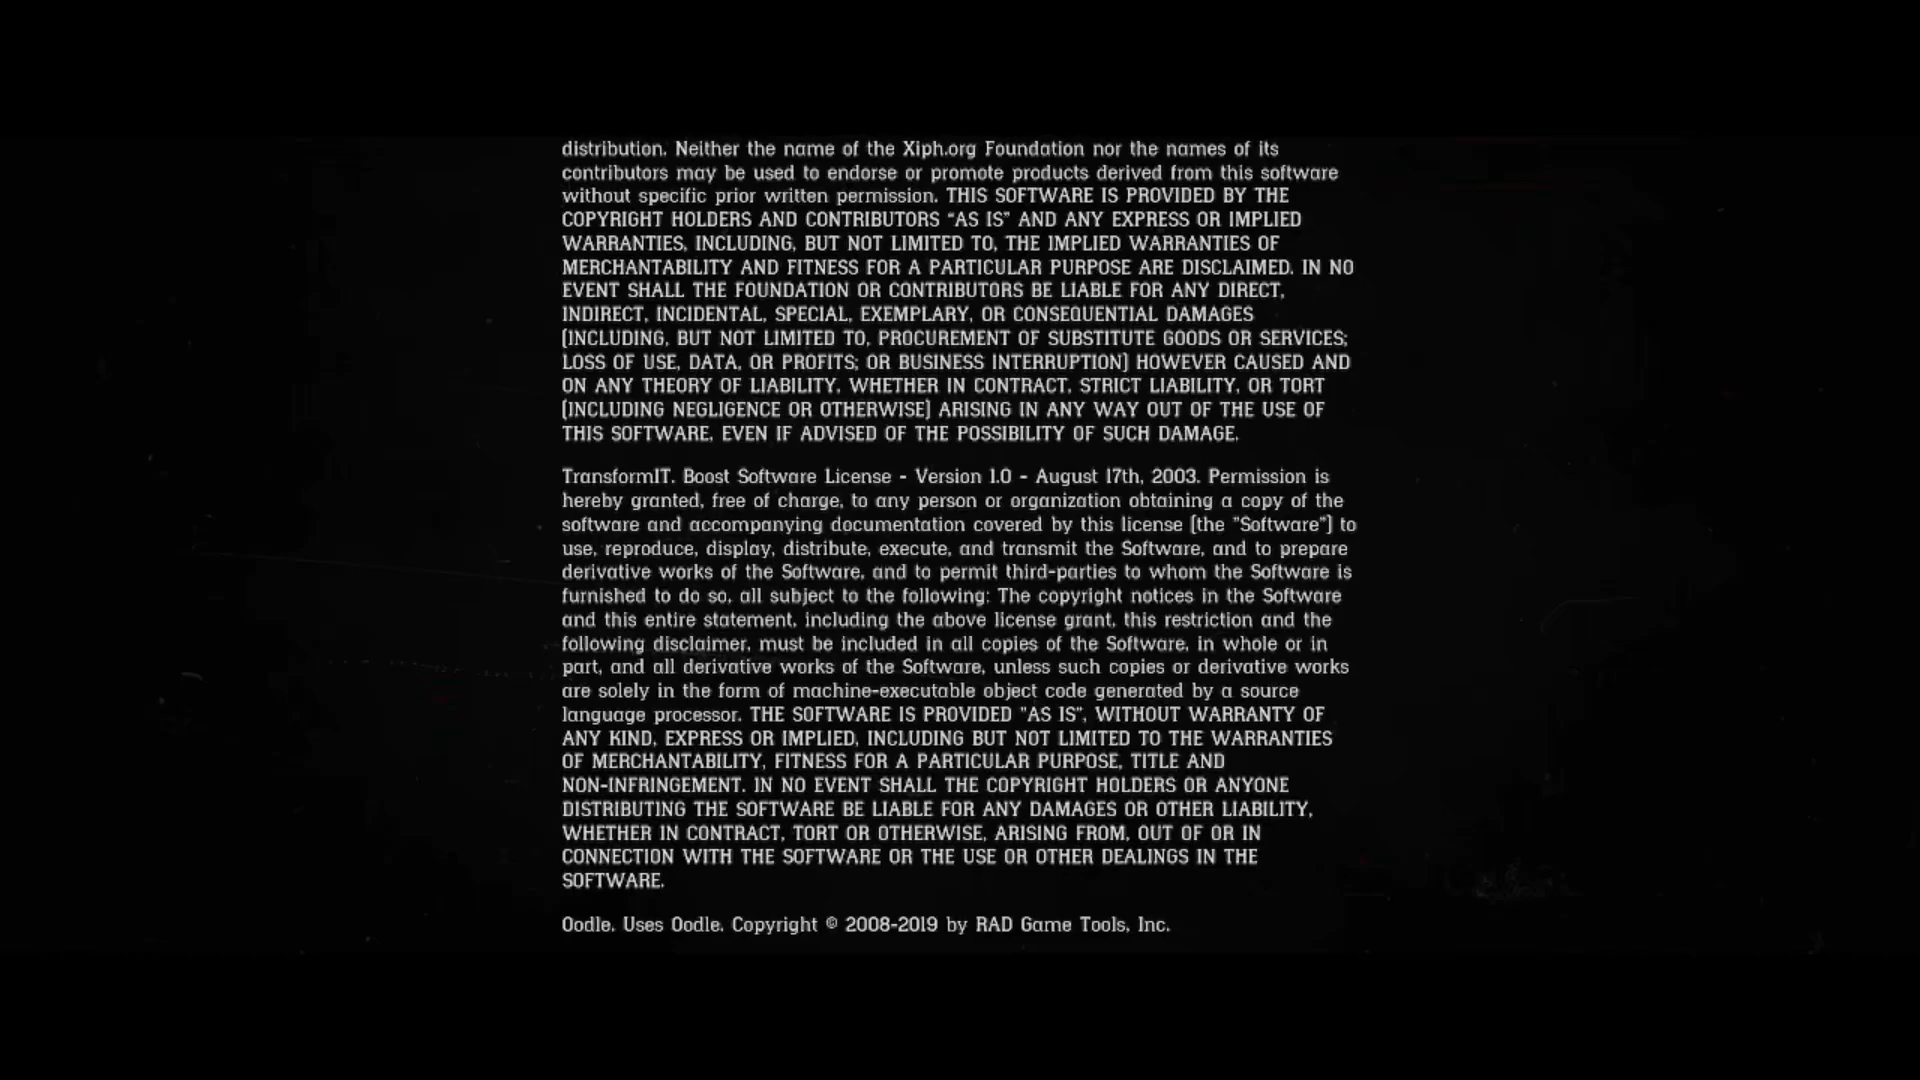 distribution. Neither the name of the Xiph.org Foundation nor the names of its
contributors may be used to endorse or promote products derived from this software
without specific prior written permission. THIS SOFTWARE IS PROVIDED BY THE
COPYRIGHT HOLDERS AND CONTRIBUTORS “AS IS” AND ANY EXPRESS OR IMPLIED
WARRANTIES, INCLUDING, BUT NOT LIMITED TO, THE IMPLIED WARRANTIES OF
MERCHANTABILITY AND FITNESS FOR A PARTICULAR PURPOSE ARE DISCLAIMED. IN NO
EVENT SHALL THE FOUNDATION OR CONTRIBUTORS BE LIABLE FOR ANY DIRECT,
INDIRECT, INCIDENTAL, SPECIAL, EXEMPLARY, OR CONSEQUENTIAL DAMAGES
(INCLUDING, BUT NOT LIMITED TO, PROCUREMENT OF SUBSTITUTE GOODS OR SERVICES;
LOSS OF USE, DATA, OR PROFITS; OR BUSINESS INTERRUPTION) HOWEVER CAUSED AND
ON ANY THEORY OF LIABILITY, WHETHER IN CONTRACT, STRICT LIABILITY, OR TORT
(INCLUDING NEGLIGENCE OR OTHERWISE) ARISING IN ANY WAY OUT OF THE USE OF
THIS SOFTWARE, EVEN IF ADVISED OF THE POSSIBILITY OF SUCH DAMAGE.
TransformIT. Boost Software License - Version 1.0 - August 17th, 2003. Permission is
hereby granted, free of charge, to any person or organization obtaining a copy of the
software and accompanying documentation covered by this license (the "Software") to
use, reproduce, display, distribute, execute, and transmit the Software, and to prepare
derivative works of the Software, and to permit third-parties to whom the Software is
furnished to do so, all subject to the following: The copyright notices in the Software
and this entire statement, including the above license grant, this restriction and the
following disclaimer, must be included in all copies of the Software, in whole or in
part, and all derivative works of the Software, unless such copies or derivative works
are solely in the form of machine-executable object code generated by a source
language processor. THE SOFTWARE IS PROVIDED "AS IS", WITHOUT WARRANTY OF
ANY KIND, EXPRESS OR IMPLIED, INCLUDING BUT NOT LIMITED TO THE WARRANTIES
OF MERCHANTABILITY, FITNESS FOR A PARTICULAR PURPOSE, TITLE AND
NON-INFRINGEMENT. IN NO EVENT SHALL THE COPYRIGHT HOLDERS OR ANYONE
DISTRIBUTING THE SOFTWARE BE LIABLE FOR ANY DAMAGES OR OTHER LIABILITY,
WHETHER IN CONTRACT, TORT OR OTHERWISE, ARISING FROM, OUT OF OR IN
CONNECTION WITH THE SOFTWARE OR THE USE OR OTHER DEALINGS IN THE
SOFTWARE.
Oodle. Uses Oodle. Copyright © 2008-2019 by RAD Game Tools, Inc.